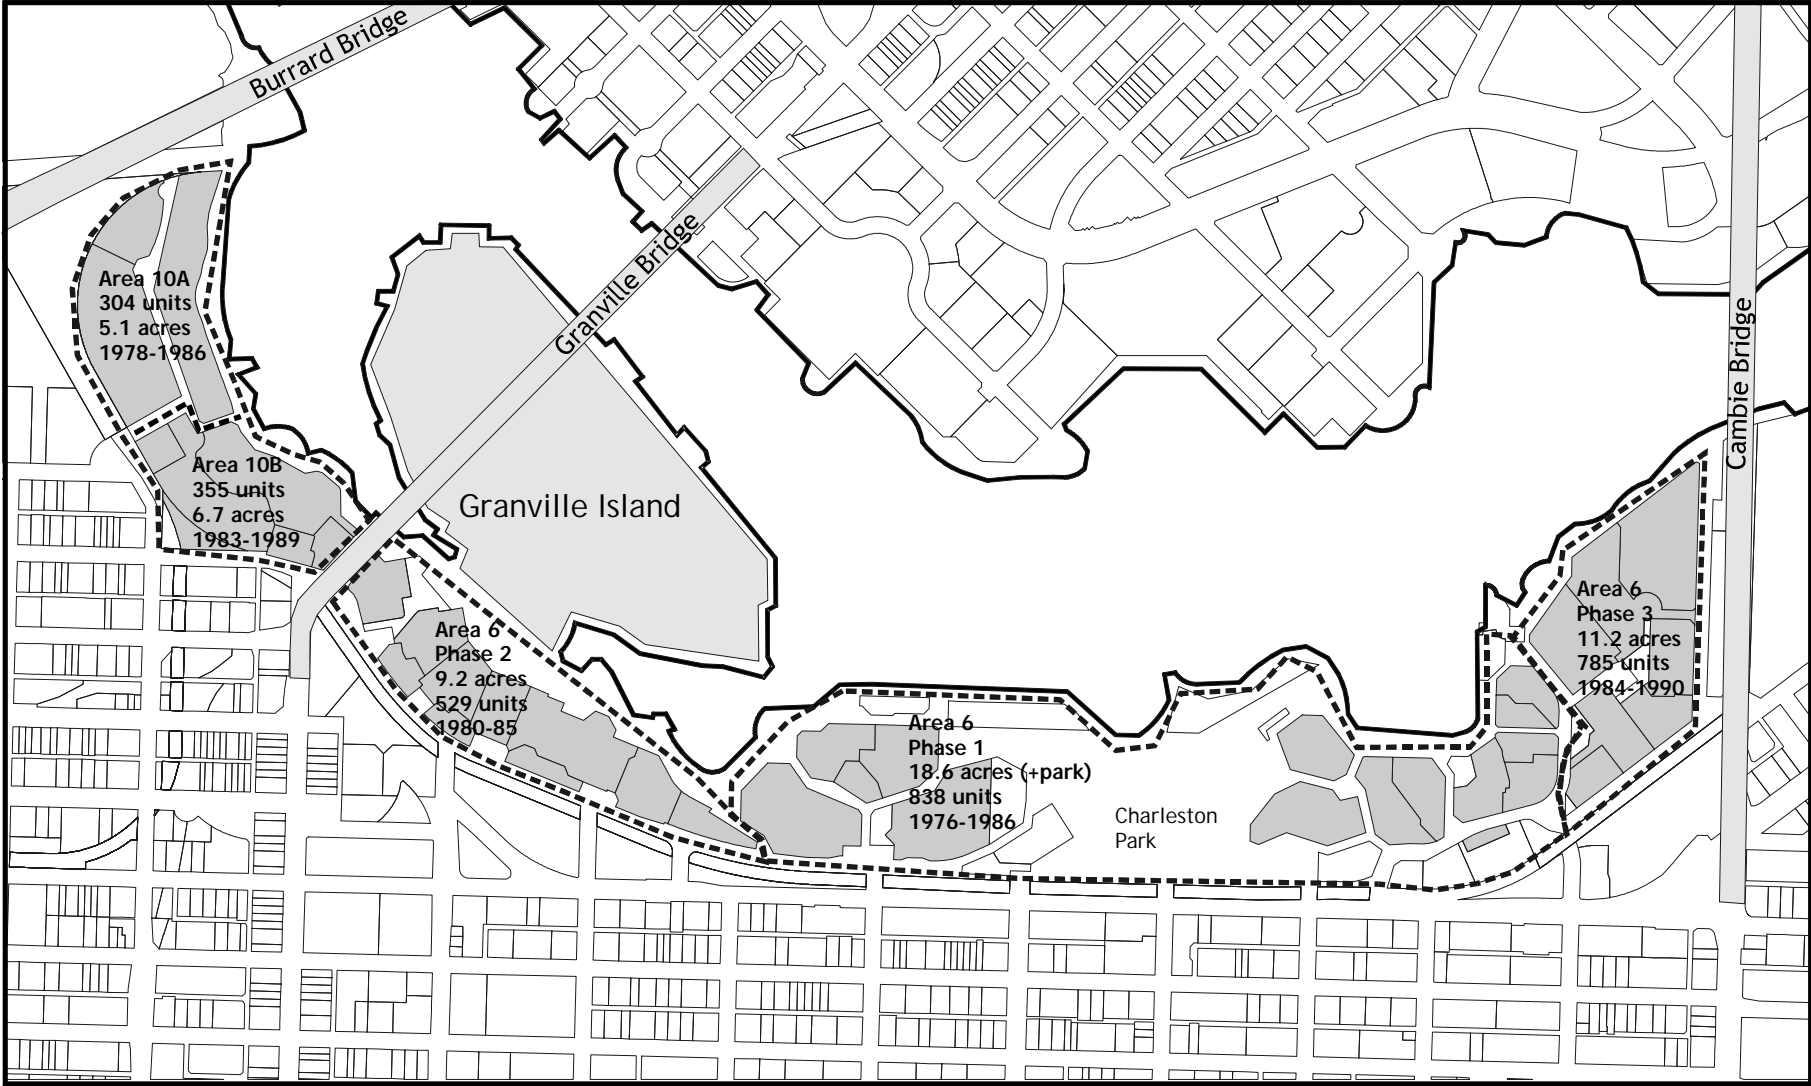 Burrard Bridge
Granville Bridge
Cambie Bridge
Area 10A
304 units
5.1 acres
1978-1986
Area 10B
355 units
6.7 acres
1983-1989
Granville Island
Area 6
Phase 2
9.2 acres
529 units
1980-85
Area 6
Phase 1
18.6 acres (+park)
838 units
1976-1986
Charleston
Park
Area 6
Phase 3
11.2 acres
785 units
1984-1990